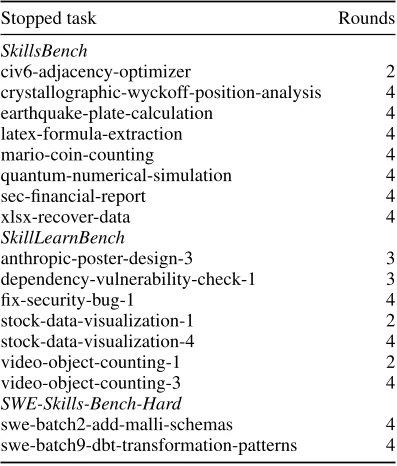 Stopped task Rounds
SkillsBench
civ6-adjacency-optimizer 2
crystallographic-wyckoff-position-analysis 4
earthquake-plate-calculation 4
latex-formula-extraction 4
mario-coin-counting 4
quantum-numerical-simulation 4
sec-financial-report 4
xlsx-recover-data 4
SkillLearnBench
anthropic-poster-design-3 3
dependency-vulnerability-check-1 3
fix-security-bug-1 4
stock-data-visualization-1 2
stock-data-visualization-4 4
video-object-counting-1 2
video-object-counting-3 4
SWE-Skills-Bench-Hard
swe-batch2-add-malli-schemas 4
swe-batch9-dbt-transformation-patterns 4